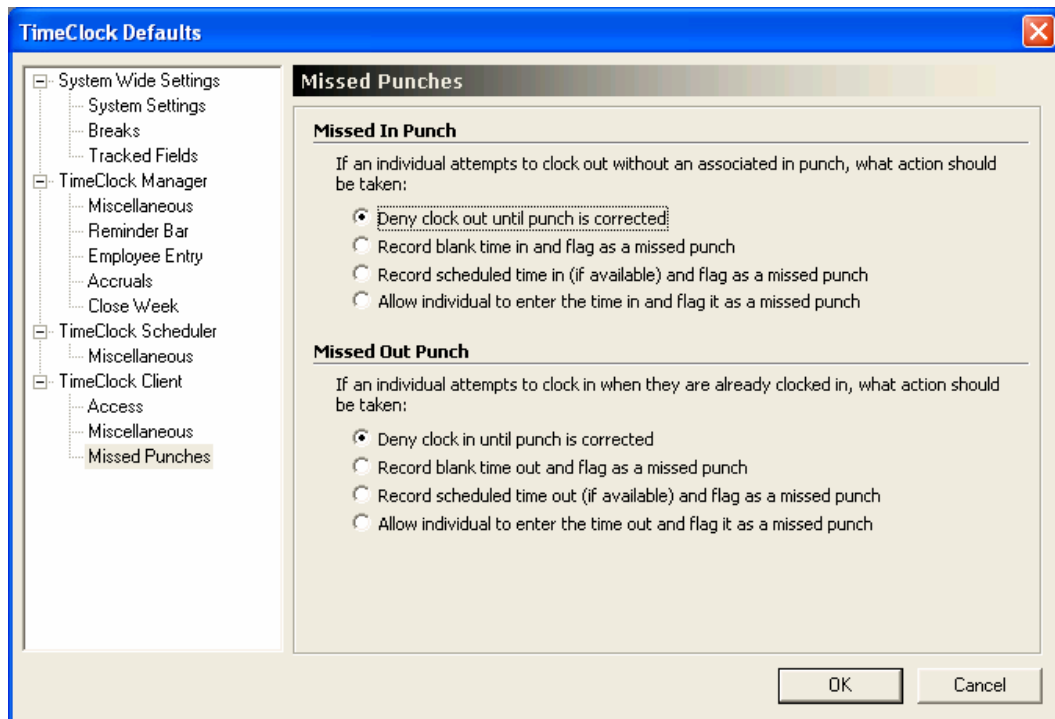 TimeClock Defaults
System Wide Settings
System Settings
Breaks
Tracked Fields
TimeClock Manager
Miscellaneous
Reminder Bar
Employee Entry
Accruals
Close Week
TimeClock Scheduler
Miscellaneous
TimeClock Client
Access
Miscellaneous
Missed Punches
Missed Punches
Missed In Punch
If an individual attempts to clock out without an associated in punch, what action should
be taken:
Deny clock out until punch is corrected
Record blank time in and flag as a missed punch
Record scheduled time in (if available) and flag as a missed punch
Allow individual to enter the time in and flag it as a missed punch
Missed Out Punch
If an individual attempts to clock in when they are already clocked in, what action should
be taken:
Deny clock in until punch is corrected
Record blank time out and flag as a missed punch
Record scheduled time out (if available) and flag as a missed punch
Allow individual to enter the time out and flag it as a missed punch
OK
Cancel